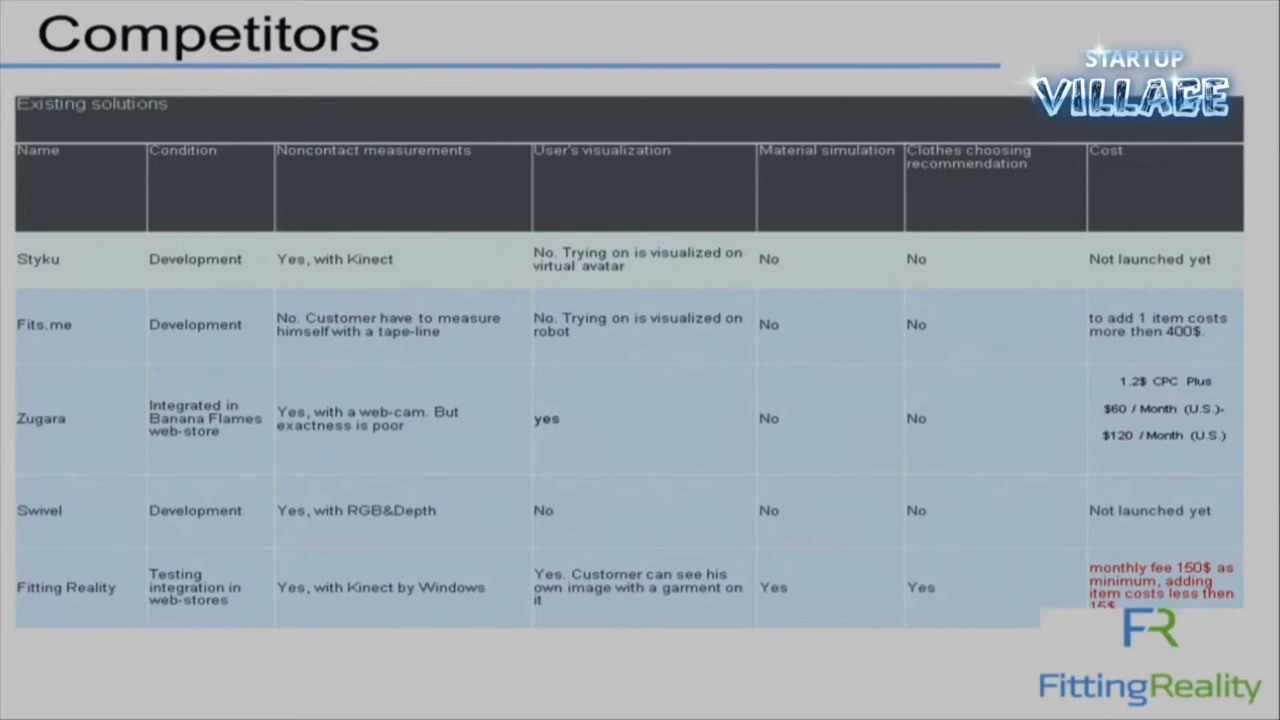 Competitors
STARTUP
VILLAGE
Existing solutions
Name Condition Noncontact measurements User's visualization Material simulation Clothes choosing recommendation Cost
Styku Development Yes, with Kinect No. Trying on is visualized on virtual avatar No No Not launched yet
Fits.me Development No. Customer have to measure himself with a tape-line No. Trying on is visualized on robot No No to add 1 item costs more then 400$.
Zugara Integrated in Banana Flames web-store Yes, with a web-cam. But exactness is poor yes No No 1.2$ CPC Plus $60 / Month (U.S.)- $120 / Month (U.S.)
Swivel Development Yes, with RGB&Depth No No No Not launched yet
Fitting Reality Testing integration in web-stores Yes, with Kinect by Windows Yes. Customer can see his own image with a garment on it Yes Yes monthly fee 150$ as minimum, adding item costs less then 15$
FR
FittingReality